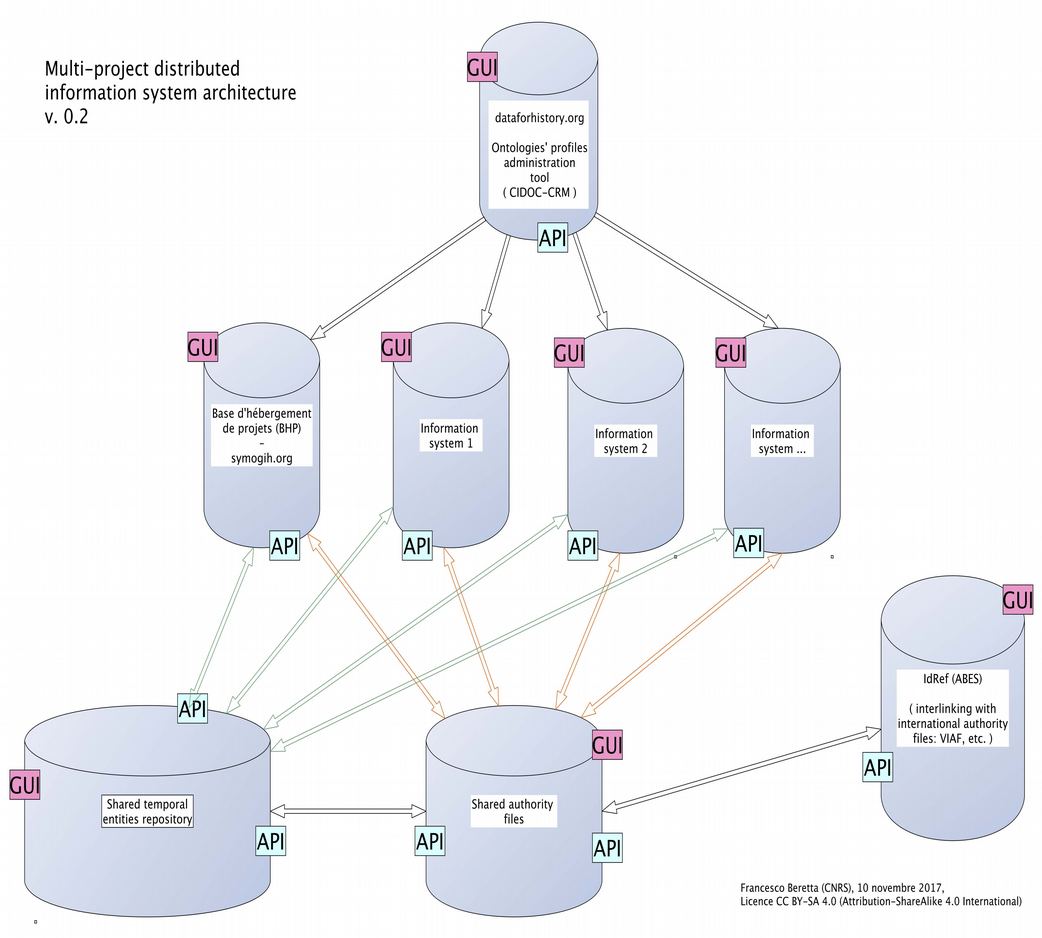 Multi-project distributed
information system architecture
v. 0.2
GUI
dataforhistory.org
Ontologies' profiles
administration
tool
( CIDOC-CRM )
API
GUI
GUI
GUI
GUI
Base d'hébergement
de projets (BHP)
-
symogih.org
Information
system 1
Information
system 2
Information
system ...
API
API
API
API
GUI
IdRef (ABES)
( interlinking with
international authority
files: VIAF, etc. )
API
API
GUI
Shared temporal
entities repository
API
GUI
Shared authority
files
API
API
Francesco Beretta (CNRS), 10 novembre 2017,
Licence CC BY-SA 4.0 (Attribution-ShareAlike 4.0 International)